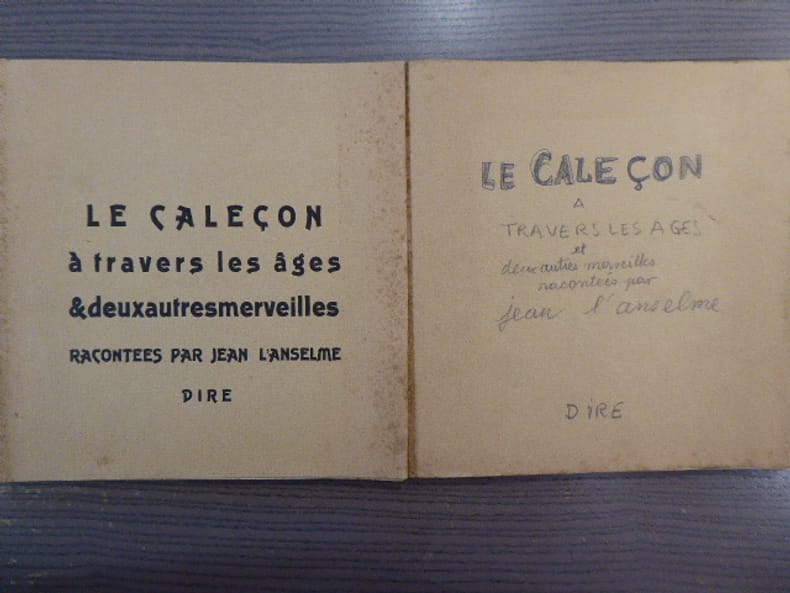 LE CALEÇON
à travers les âges
&deuxautresmerveilles
RACONTEES PAR JEAN L'ANSELME
DIRE
LE CALEÇON
A
TRAVERS LES AGES
et
deux autres merveilles
racontées par
jean l'anselme
DIRE